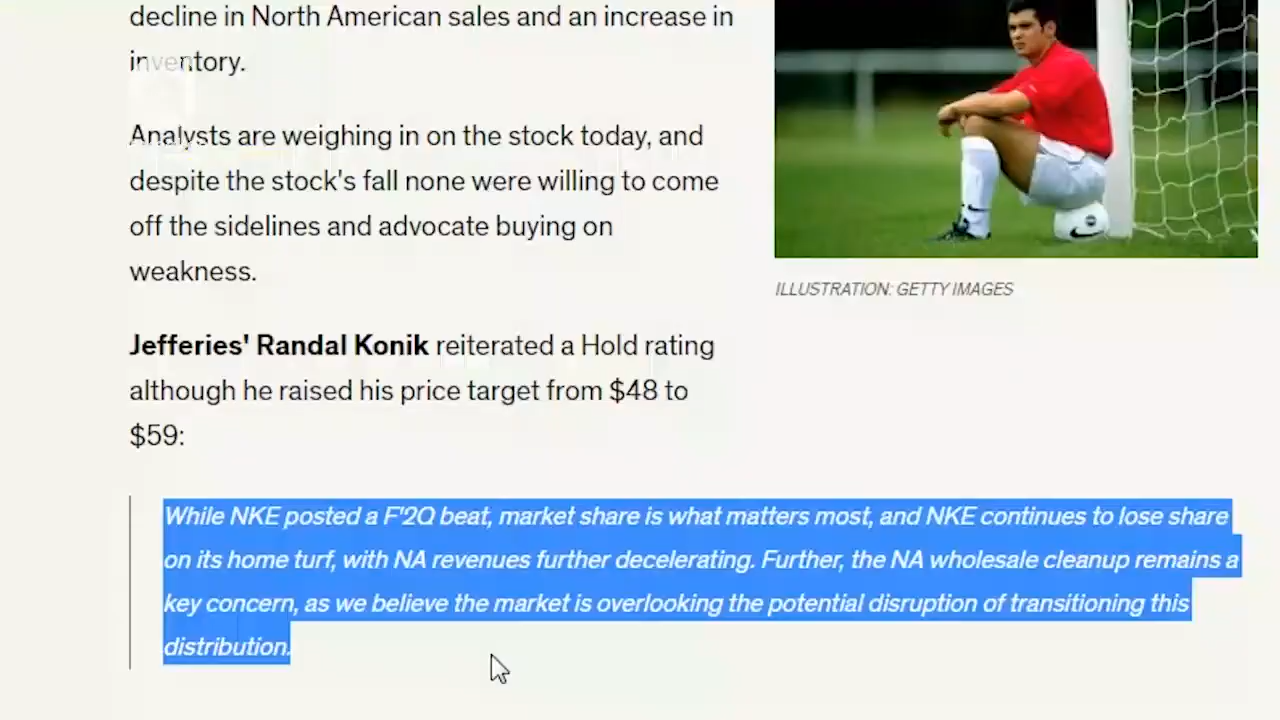 decline in North American sales and an increase in
inventory.
Analysts are weighing in on the stock today, and
despite the stock's fall none were willing to come
off the sidelines and advocate buying on
weakness.
ILLUSTRATION: GETTY IMAGES
Jefferies' Randal Konik reiterated a Hold rating
although he raised his price target from $48 to
$59:
While NKE posted a F'2Q beat, market share is what matters most, and NKE continues to lose share
on its home turf, with NA revenues further decelerating. Further, the NA wholesale cleanup remains a
key concern, as we believe the market is overlooking the potential disruption of transitioning this
distribution.